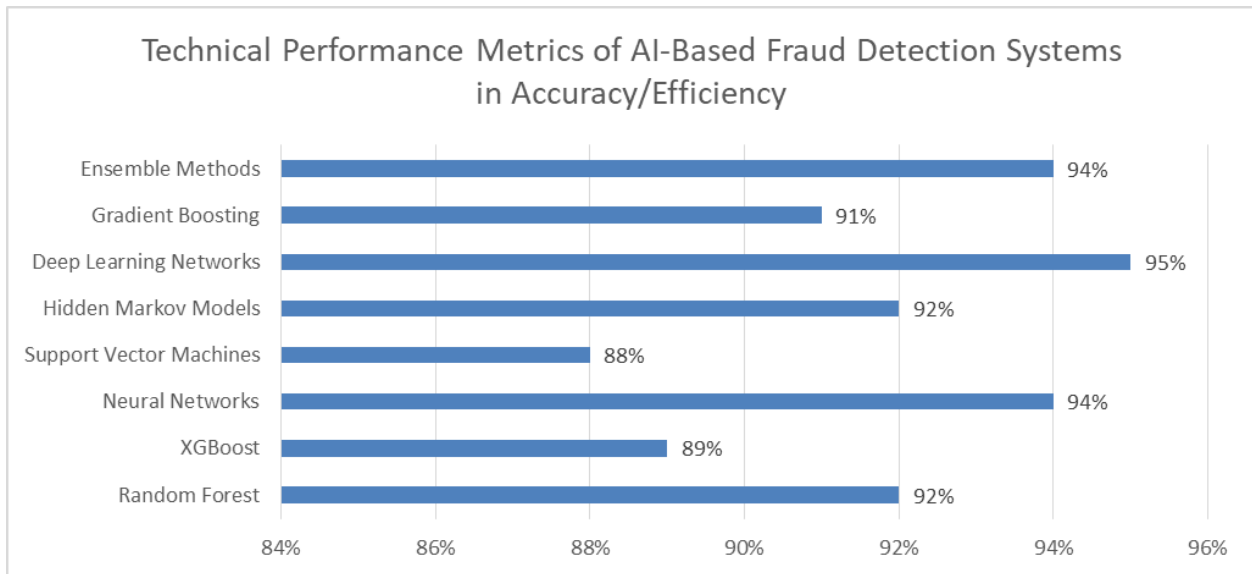 Technical Performance Metrics of AI-Based Fraud Detection Systems
in Accuracy/Efficiency
Ensemble Methods 94%
Gradient Boosting 91%
Deep Learning Networks 95%
Hidden Markov Models 92%
Support Vector Machines 88%
Neural Networks 94%
XGBoost 89%
Random Forest 92%
84% 86% 88% 90% 92% 94% 96%